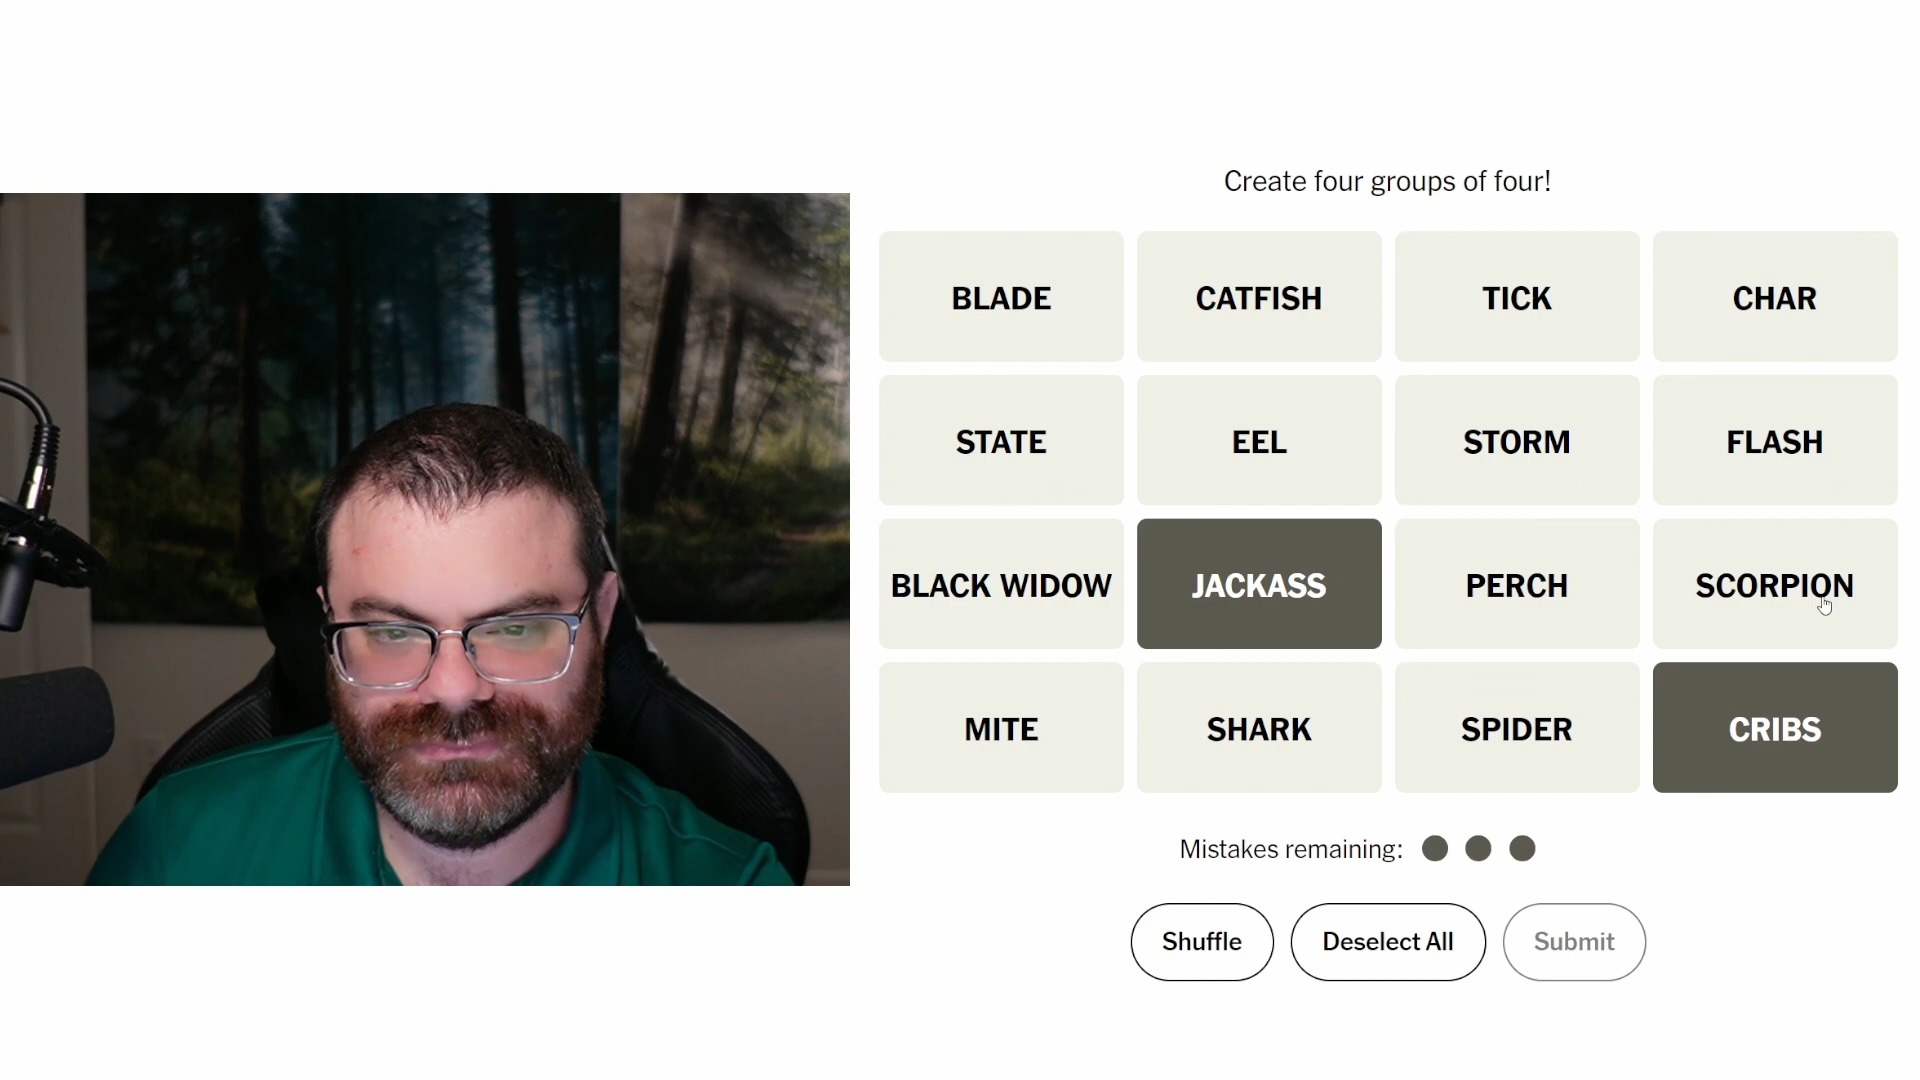 Create four groups of four!
BLADE CATFISH TICK CHAR
STATE EEL STORM FLASH
BLACK WIDOW JACKASS PERCH SCORPION
MITE SHARK SPIDER CRIBS
Mistakes remaining:
Shuffle Deselect All Submit